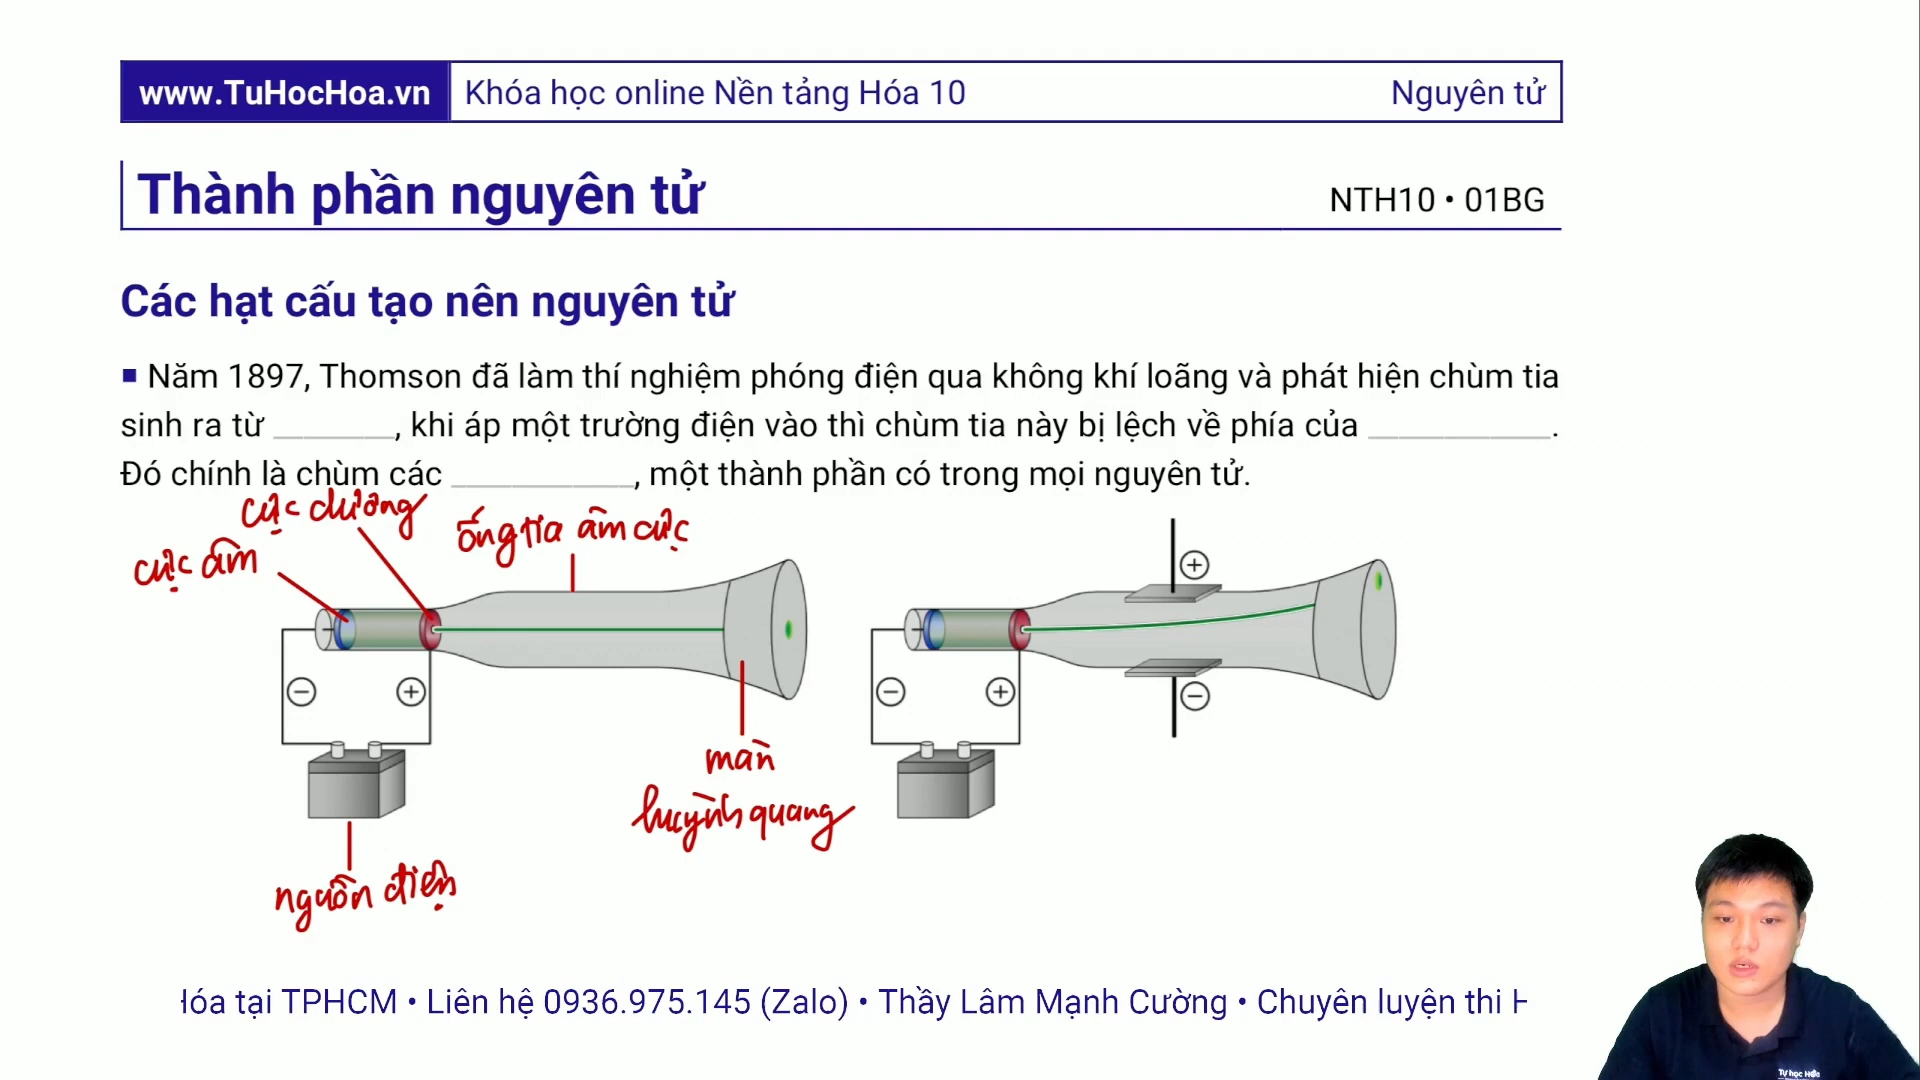 www.TuHocHoa.vn Khóa học online Nền tảng Hóa 10 Nguyên tử
Thành phần nguyên tử NTH10 • 01BG
Các hạt cấu tạo nên nguyên tử
▪ Năm 1897, Thomson đã làm thí nghiệm phóng điện qua không khí loãng và phát hiện chùm tia
sinh ra từ ________, khi áp một trường điện vào thì chùm tia này bị lệch về phía của ____________.
Đó chính là chùm các ____________, một thành phần có trong mọi nguyên tử.
cực dương
ống tia âm cực
cực âm
+
− +
− +
−
màn
huỳnh quang
nguồn điện
Hóa tại TPHCM • Liên hệ 0936.975.145 (Zalo) • Thầy Lâm Mạnh Cường • Chuyên luyện thi H
Tự học Hóa